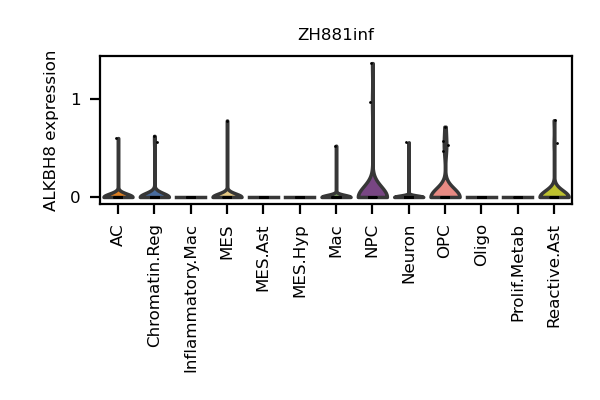 ZH881inf
ALKBH8 expression
1
0
AC
Chromatin.Reg
Inflammatory.Mac
MES
MES.Ast
MES.Hyp
Mac
NPC
Neuron
OPC
Oligo
Prolif.Metab
Reactive.Ast